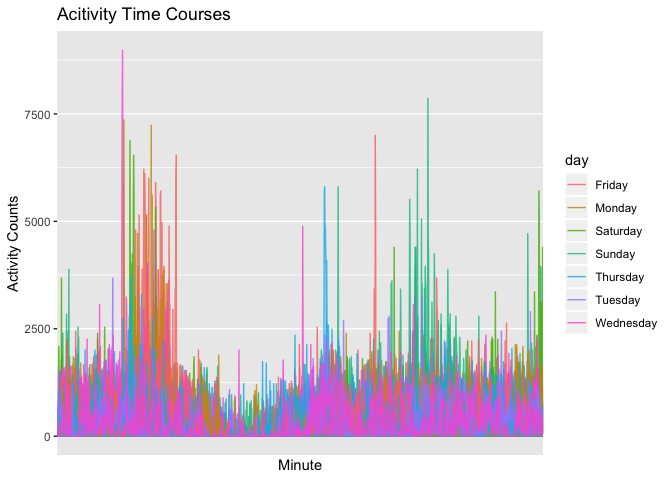 Acitivity Time Courses
7500
5000
2500
0
Activity Counts
Minute
day
Friday
Monday
Saturday
Sunday
Thursday
Tuesday
Wednesday